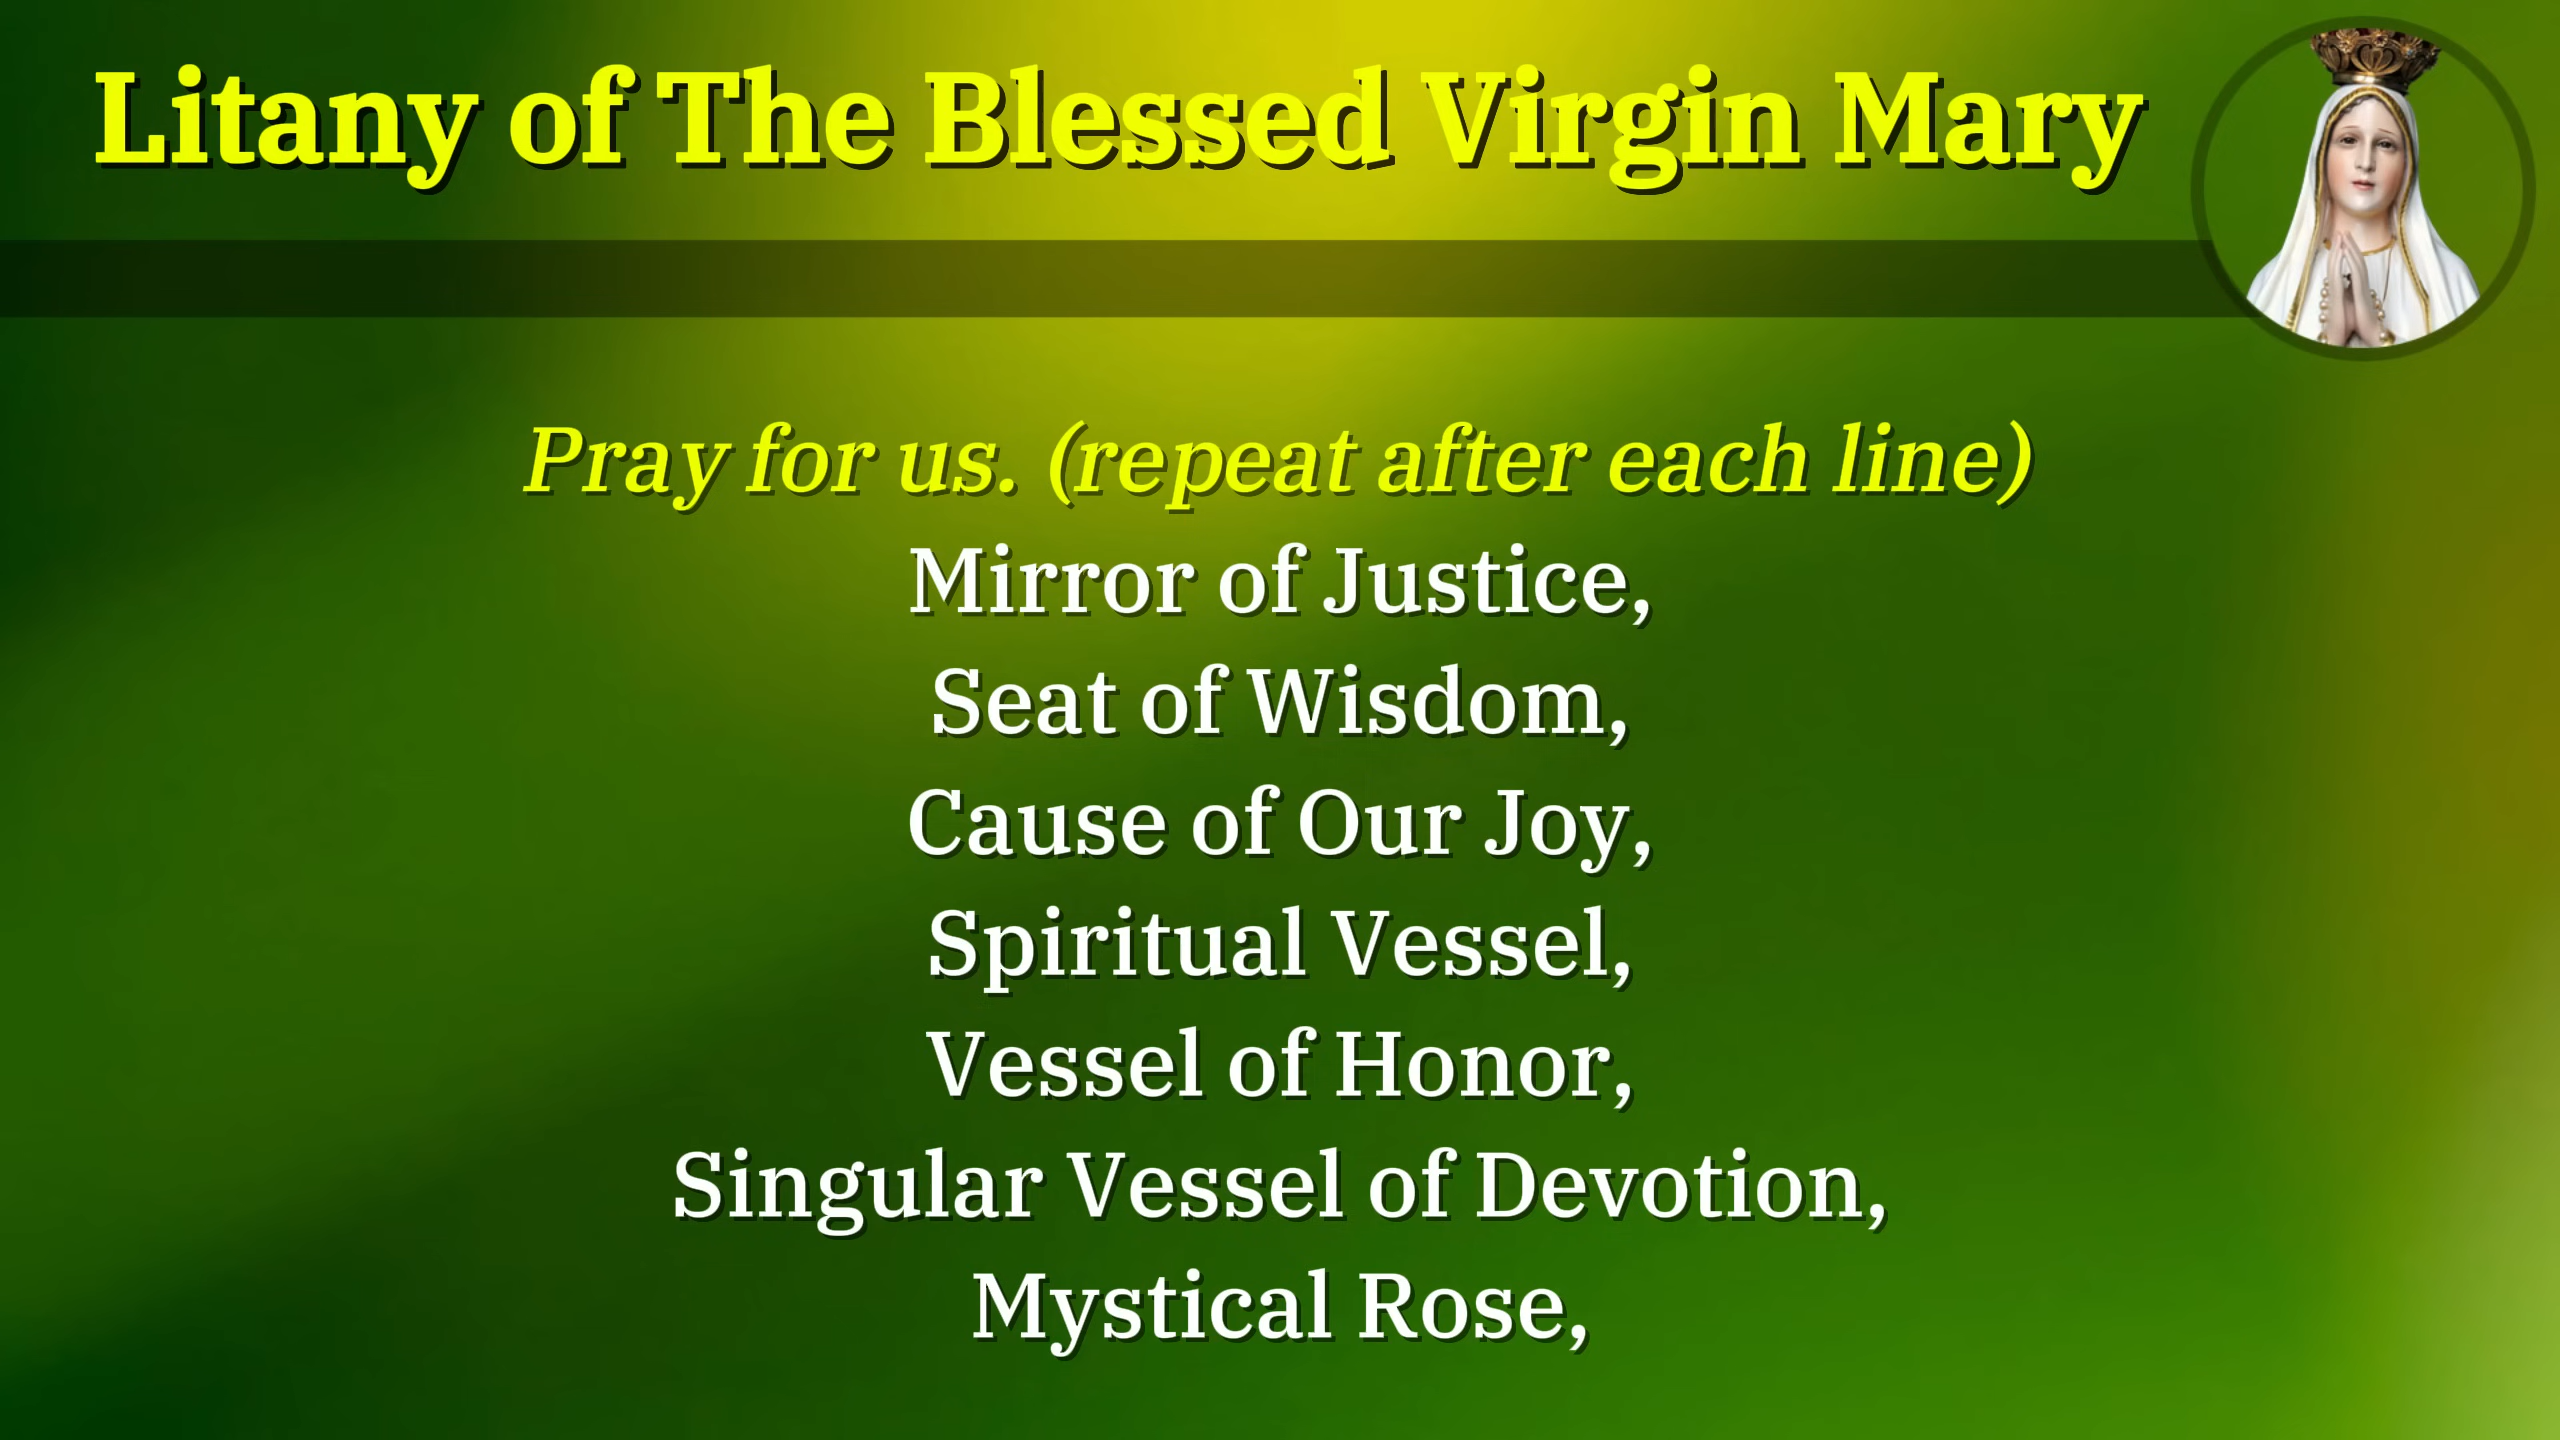 Litany of The Blessed Virgin Mary
Pray for us. (repeat after each line)
Mirror of Justice,
Seat of Wisdom,
Cause of Our Joy,
Spiritual Vessel,
Vessel of Honor,
Singular Vessel of Devotion,
Mystical Rose,